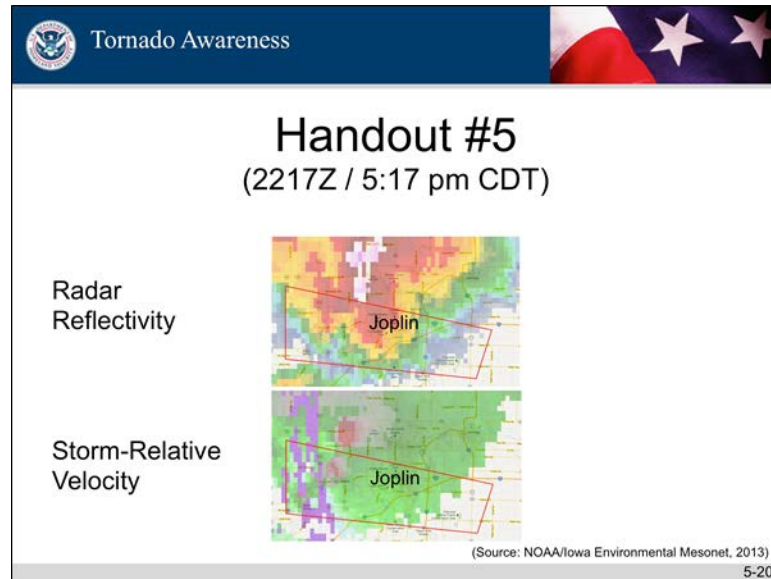 Tornado Awareness
Handout #5
(2217Z / 5:17 pm CDT)
Radar
Reflectivity
Joplin
Storm-Relative
Velocity
Joplin
(Source: NOAA/Iowa Environmental Mesonet, 2013)
5-20